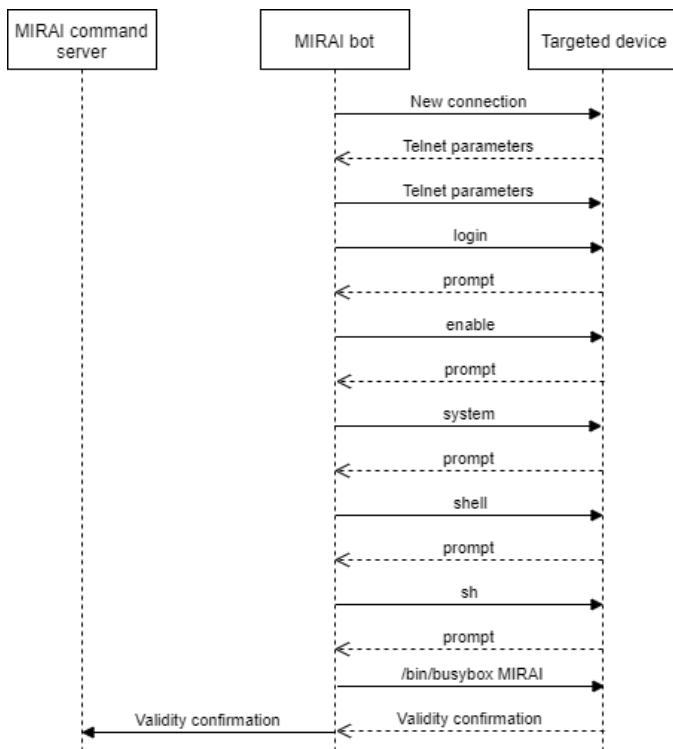 MIRAI command
server
MIRAI bot
Targeted device
New connection
Telnet parameters
Telnet parameters
login
prompt
enable
prompt
system
prompt
shell
prompt
sh
prompt
/bin/busybox MIRAI
Validity confirmation
Validity confirmation